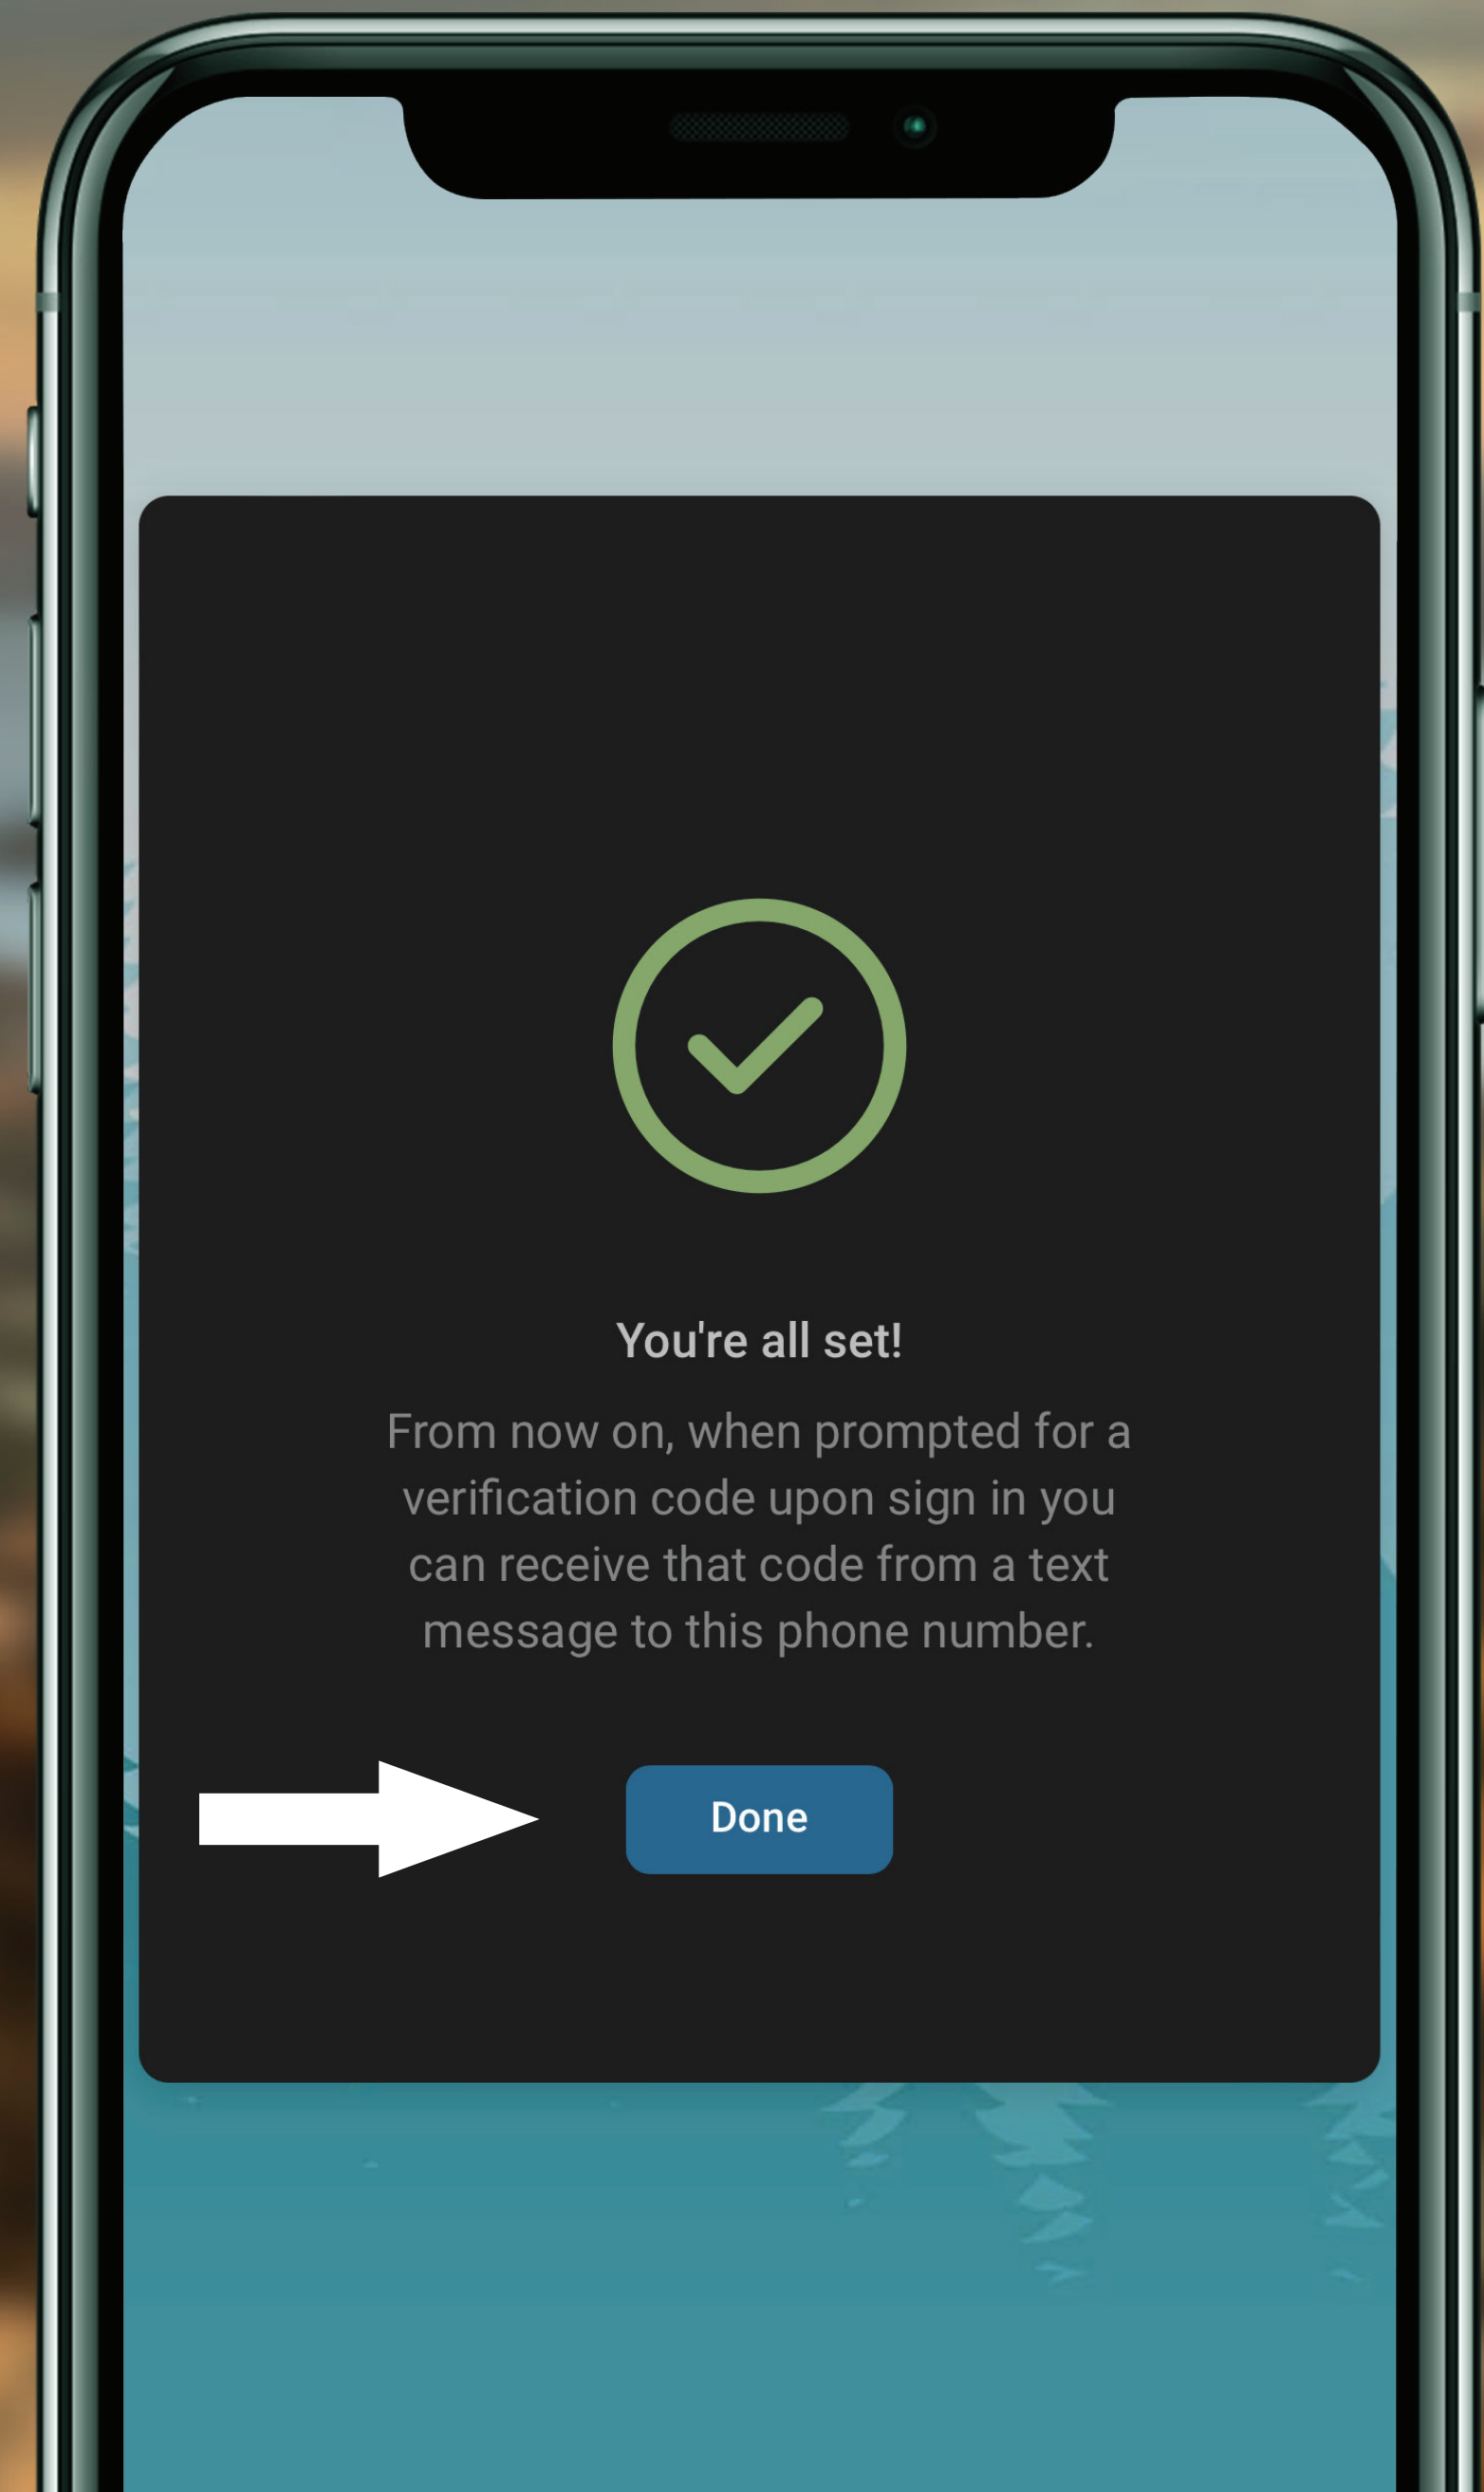 You're all set!
From now on, when prompted for a
verification code upon sign in you
can receive that code from a text
message to this phone number.
Done